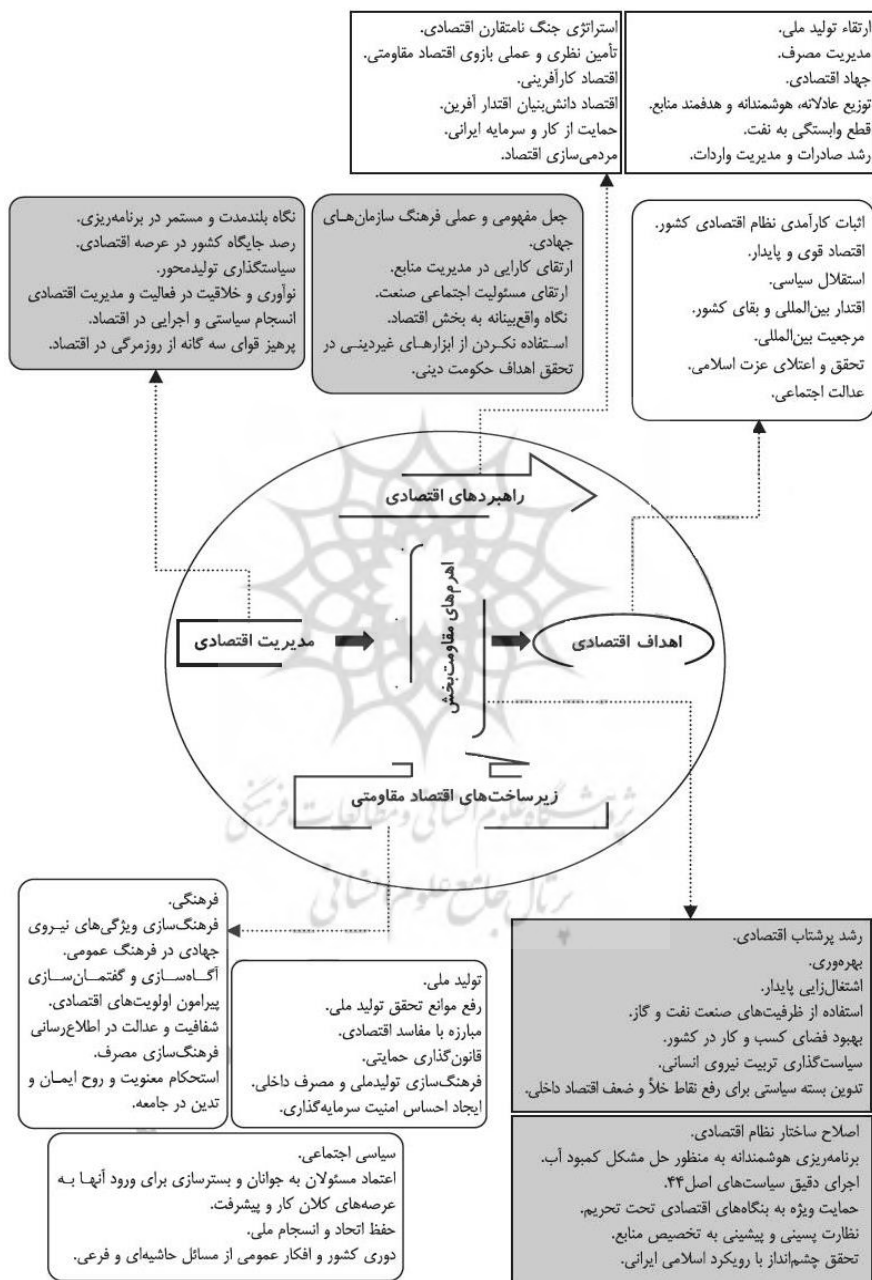 ارتقاء تولید ملی.
مدیریت مصرف.
جهاد اقتصادی.
توزیع عادلانه، هوشمندانه و هدفمند منابع.
قطع وابستگی به نفت.
رشد صادرات و مدیریت واردات.
استراتژی جنگ نامتقارن اقتصادی.
تأمین نظری و عملی بازوی اقتصاد مقاومتی.
اقتصاد کارآفرینی.
اقتصاد دانش‌بنیان اقتدار آفرین.
حمایت از کار و سرمایه ایرانی.
مردمی‌سازی اقتصاد.
اثبات کارآمدی نظام اقتصادی کشور.
اقتصاد قوی و پایدار.
استقلال سیاسی.
اقتدار بین‌المللی و بقای کشور.
مرجعیت بین‌المللی.
تحقق و اعتلای عزت اسلامی.
عدالت اجتماعی.
جعل مفهومی و عملی فرهنگ سازمان‌های
جهادی.
ارتقای کارایی در مدیریت منابع.
ارتقای مسئولیت اجتماعی صنعت.
نگاه واقع‌بینانه به بخش اقتصاد.
استفاده نکردن از ابزارهای غیردینی در
تحقق اهداف حکومت دینی.
نگاه بلندمدت و مستمر در برنامه‌ریزی.
رصد جایگاه کشور در عرصه اقتصادی.
سیاستگذاری تولیدمحور.
نوآوری و خلاقیت در فعالیت و مدیریت اقتصادی
انسجام سیاستی و اجرایی در اقتصاد.
پرهیز قوای سه گانه از روزمرگی در اقتصاد.
راهبردهای اقتصادی
اهداف اقتصادی
اهرم‌های مقاومت‌بخش
مدیریت اقتصادی
زیرساخت‌های اقتصاد مقاومتی
پژوهشگاه علوم انسانی و مطالعات فرهنگی
پرتال جامع علوم انسانی
رشد پرشتاب اقتصادی.
بهره‌وری.
اشتغال‌زایی پایدار.
استفاده از ظرفیت‌های صنعت نفت و گاز.
بهبود فضای کسب و کار در کشور.
سیاست‌گذاری تربیت نیروی انسانی.
تدوین بسته سیاستی برای رفع نقاط خلأ و ضعف اقتصاد داخلی.
اصلاح ساختار نظام اقتصادی.
برنامه‌ریزی هوشمندانه به منظور حل مشکل کمبود آب.
اجرای دقیق سیاست‌های اصل۴۴.
حمایت ویژه به بنگاه‌های اقتصادی تحت تحریم.
نظارت پسینی و پیشینی به تخصیص منابع.
تحقق چشم‌انداز با رویکرد اسلامی ایرانی.
تولید ملی.
رفع موانع تحقق تولید ملی.
مبارزه با مفاسد اقتصادی.
قانون‌گذاری حمایتی.
فرهنگ‌سازی تولیدملی و مصرف داخلی.
ایجاد احساس امنیت سرمایه‌گذاری.
فرهنگی.
فرهنگ‌سازی ویژگی‌های نیروی
جهادی در فرهنگ عمومی.
آگاه‌سازی و گفتمان‌سازی
پیرامون اولویت‌های اقتصادی.
شفافیت و عدالت در اطلاع‌رسانی
فرهنگ‌سازی مصرف.
استحکام معنویت و روح ایمان و
تدین در جامعه.
سیاسی اجتماعی.
اعتماد مسئولان به جوانان و بسترسازی برای ورود آنها به
عرصه‌های کلان کار و پیشرفت.
حفظ اتحاد و انسجام ملی.
دوری کشور و افکار عمومی از مسائل حاشیه‌ای و فرعی.